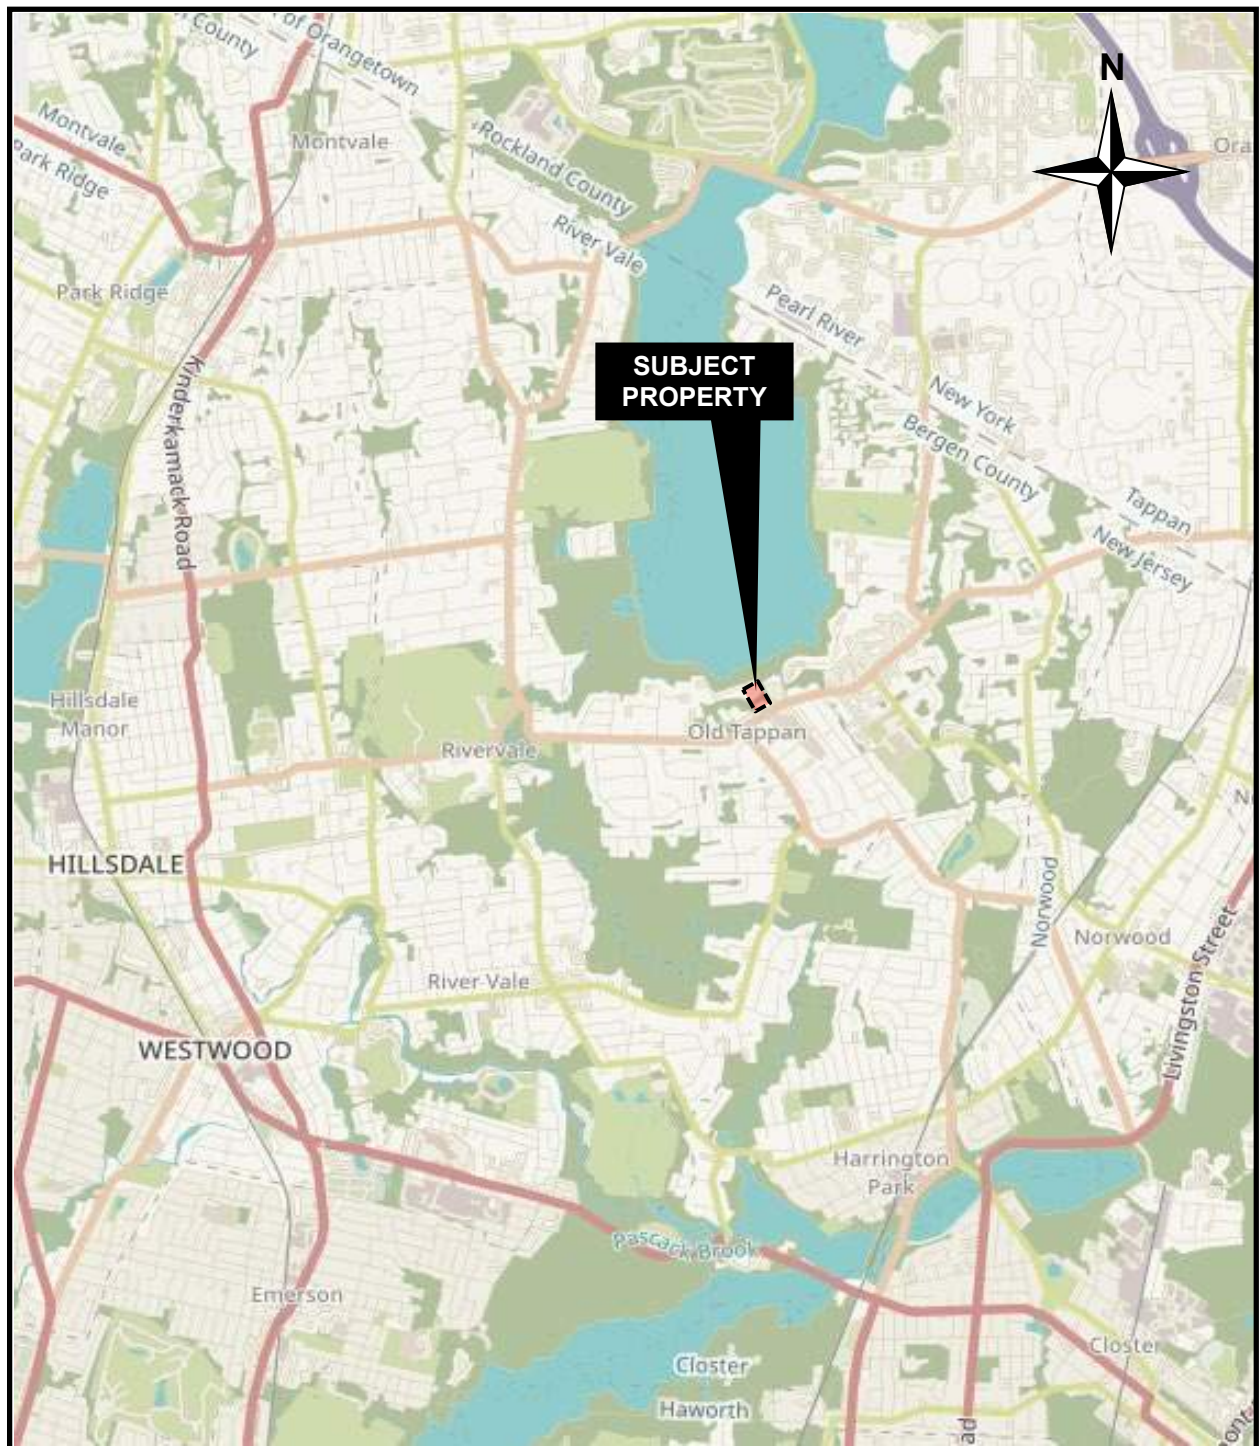 of Orangetown
County
N
Montvale
Park Ridge
Montvale
Rockland County
River Vale
Park Ridge
Pearl River
SUBJECT
PROPERTY
Kinderkamack Road
New York
Bergen County
Tappan
New Jersey
Hillsdale
Manor
Old Tappan
Rivervale
HILLSDALE
Norwood
Norwood
Livingston Street
River Vale
WESTWOOD
Harrington
Park
Pascack Brook
Emerson
Closter
Closter
Haworth